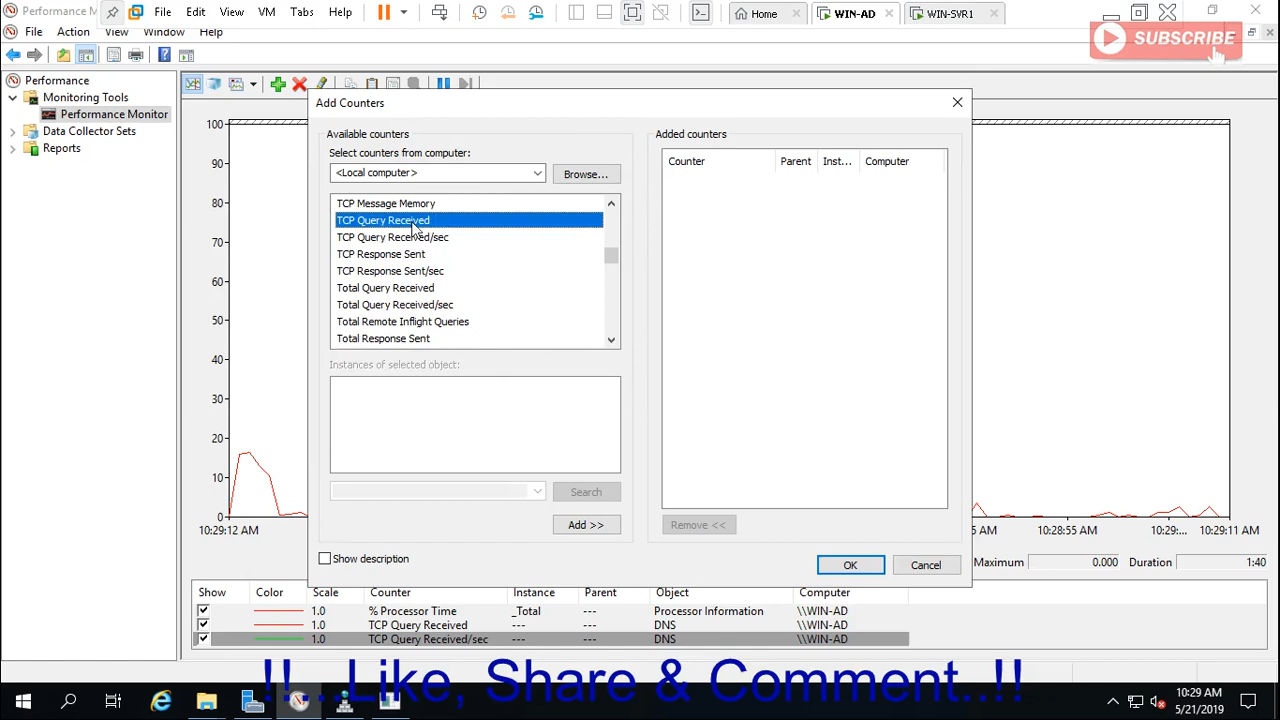 File Edit View VM Tabs Help Home WIN-AD WIN-SVR1
Performance M
File Action View Window Help
SUBSCRIBE
Performance
Monitoring Tools
Performance Monitor
Data Collector Sets
Reports
Add Counters
Available counters
Select counters from computer:
<Local computer>
Browse...
TCP Message Memory
TCP Query Received
TCP Query Received/sec
TCP Response Sent
TCP Response Sent/sec
Total Query Received
Total Query Received/sec
Total Remote Inflight Queries
Total Response Sent
Instances of selected object:
Search
Add >>
Show description
Added counters
Counter Parent Inst... Computer
Remove <<
OK Cancel
100
90
80
70
60
50
40
30
20
10
0
10:29:12 AM 5 AM 10:28:55 AM 10:29:... 10:29:11 AM
Maximum 0.000 Duration 1:40
Show Color Scale Counter Instance Parent Object Computer
1.0 % Processor Time _Total --- Processor Information \\WIN-AD
1.0 TCP Query Received --- --- DNS \\WIN-AD
1.0 TCP Query Received/sec --- --- DNS \\WIN-AD
!! ...Like, Share & Comment..!!
10:29 AM
5/21/2019